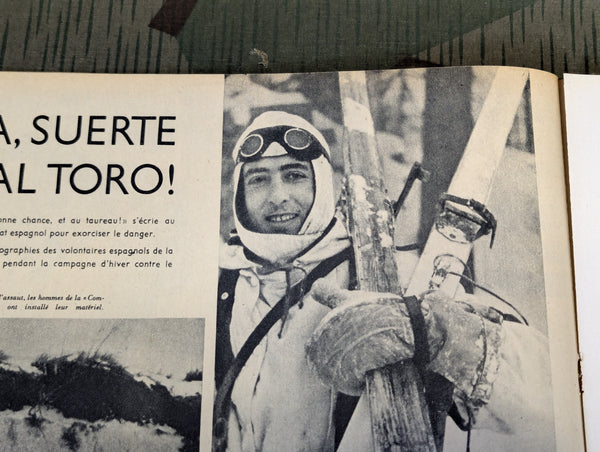 A, SUERTE
AL TORO!
onne chance, et au taureau!» s'écrie au
at espagnol pour exorciser le danger.
ographies des volontaires espagnols de la
pendant la campagne d'hiver contre le
l'assaut, les hommes de la «Com-
ont installé leur matériel.